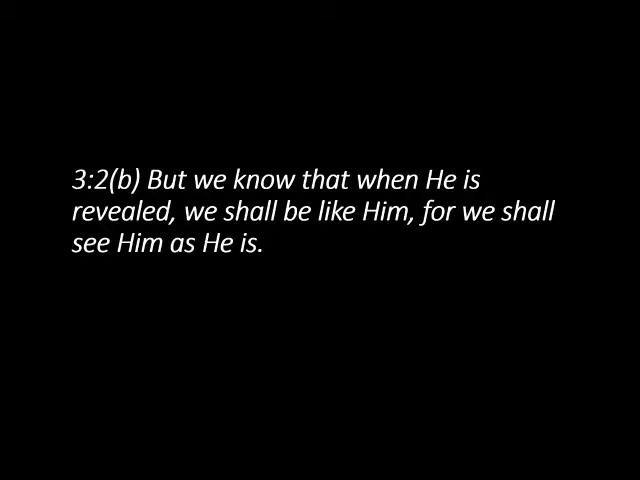 3:2(b) But we know that when He is
revealed, we shall be like Him, for we shall
see Him as He is.